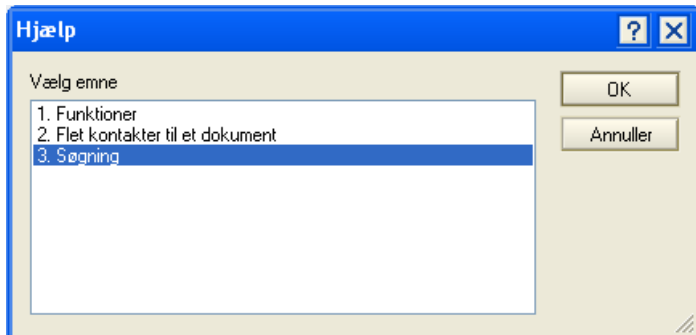 Hjælp
Vælg emne
1. Funktioner
2. Flet kontakter til et dokument
3. Søgning
OK
Annuller